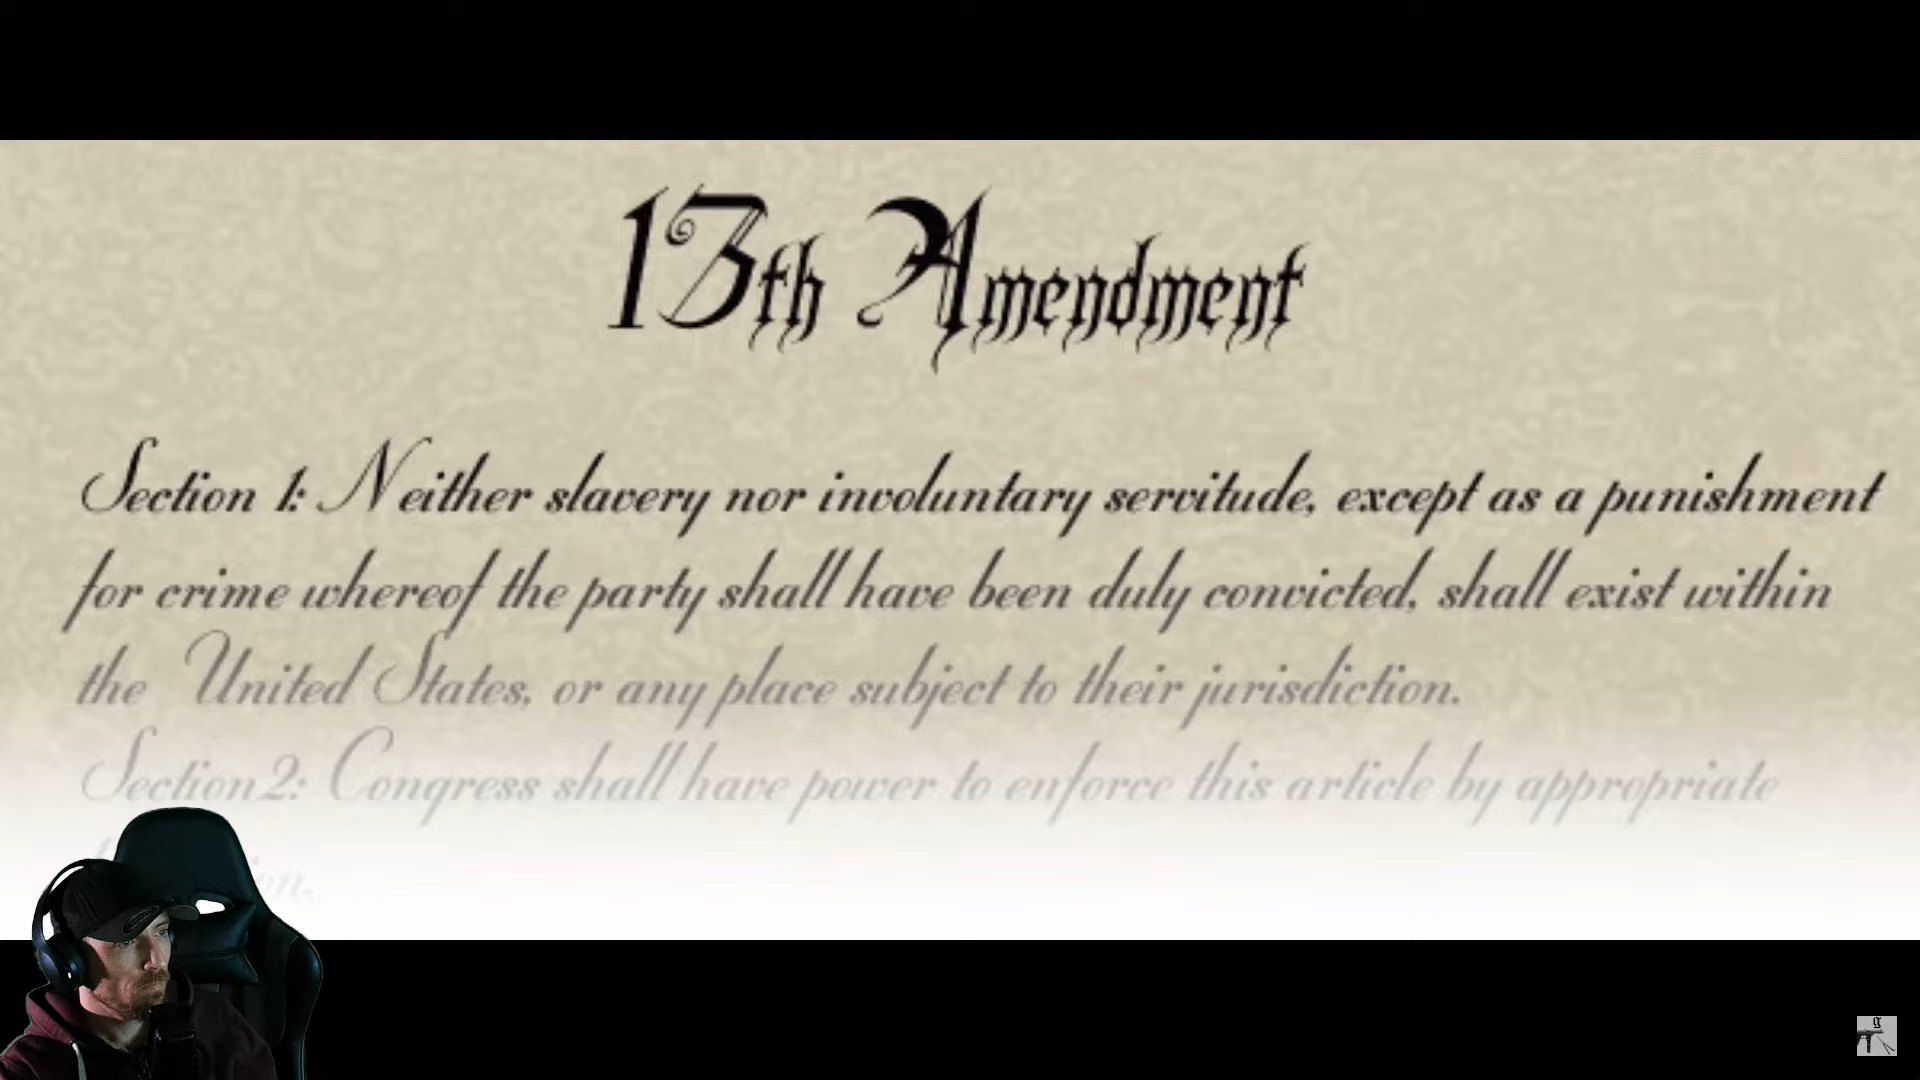 13th Amendment
Section 1: Neither slavery nor involuntary servitude, except as a punishment
for crime whereof the party shall have been duly convicted, shall exist within
the United States, or any place subject to their jurisdiction.
Section2: Congress shall have power to enforce this article by appropriate
g